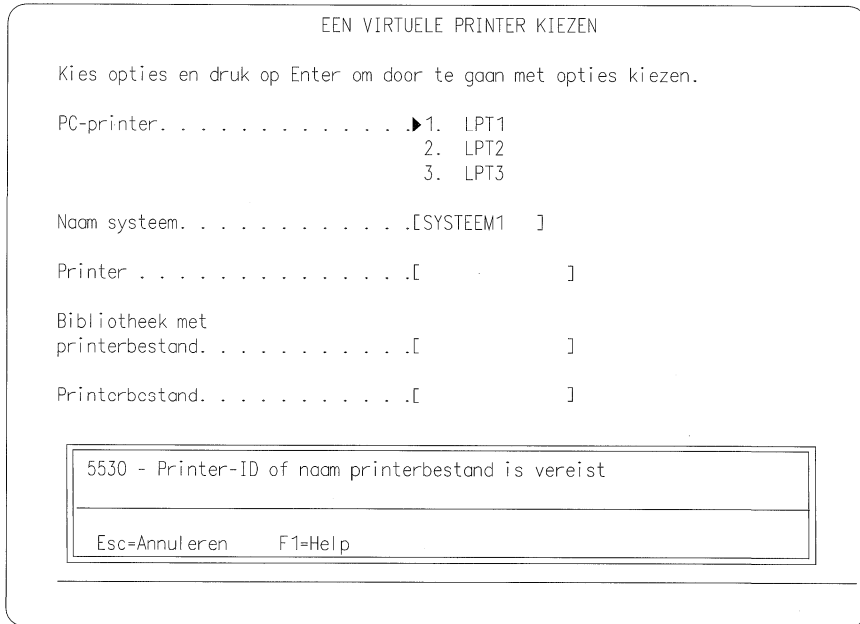 EEN VIRTUELE PRINTER KIEZEN
Kies opties en druk op Enter om door te gaan met opties kiezen.
PC-printer. . . . . . . . . . . . . .▶1. LPT1
2. LPT2
3. LPT3
Naam systeem. . . . . . . . . . . . .[SYSTEEM1 ]
Printer . . . . . . . . . . . . . . .[ ]
Bibliotheek met
printerbestand. . . . . . . . . . . .[ ]
Printerbestand. . . . . . . . . . . .[ ]
5530 - Printer-ID of naam printerbestand is vereist
Esc=Annuleren F1=Help